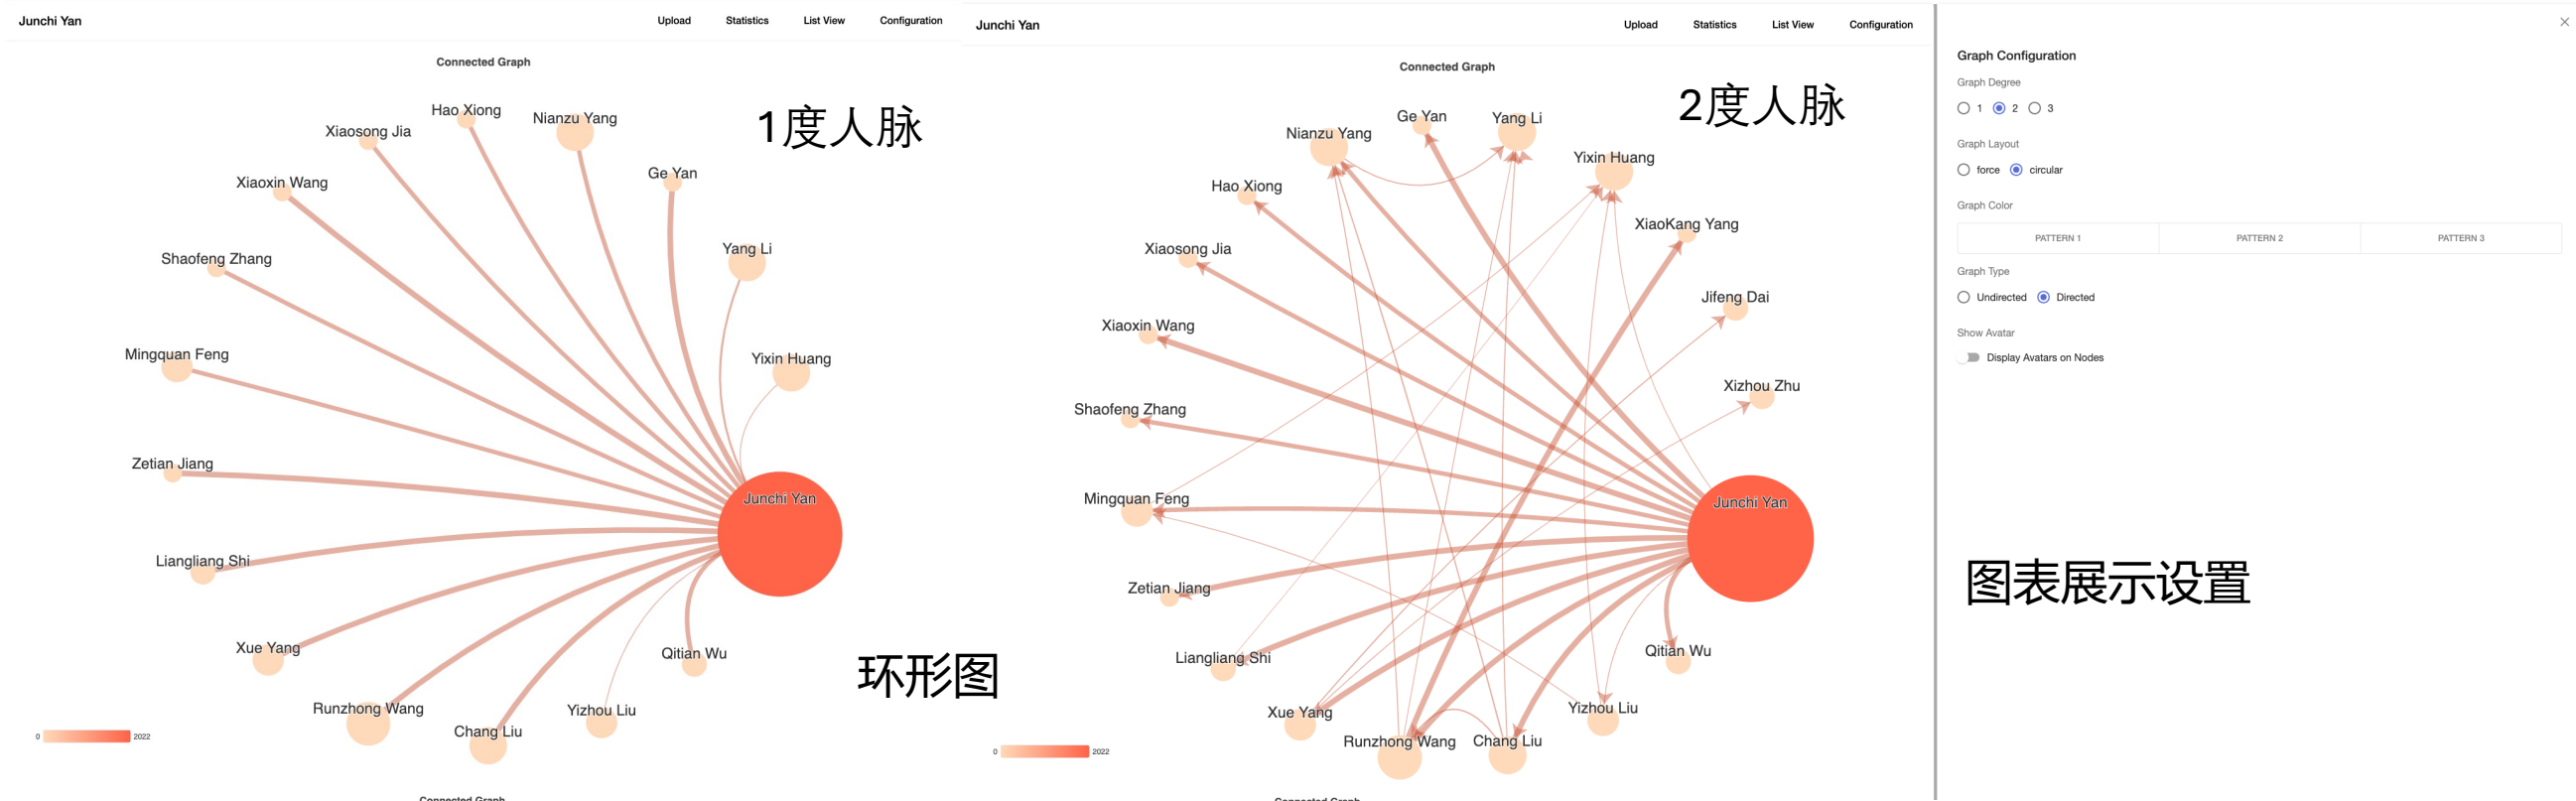 Junchi Yan
Upload Statistics List View Configuration
Connected Graph
1度人脉
Hao Xiong
Nianzu Yang
Xiaosong Jia
Ge Yan
Xiaoxin Wang
Yang Li
Shaofeng Zhang
Mingquan Feng
Yixin Huang
Zetian Jiang
Junchi Yan
Liangliang Shi
Xue Yang
Qitian Wu
Runzhong Wang
Yizhou Liu
Chang Liu
0 2022
Connected Graph
环形图
Junchi Yan
Upload Statistics List View Configuration
Connected Graph
2度人脉
Ge Yan
Yang Li
Nianzu Yang
Yixin Huang
Hao Xiong
XiaoKang Yang
Xiaosong Jia
Jifeng Dai
Xiaoxin Wang
Xizhou Zhu
Shaofeng Zhang
Mingquan Feng
Junchi Yan
Zetian Jiang
Liangliang Shi
Qitian Wu
Xue Yang
Yizhou Liu
Runzhong Wang
Chang Liu
0 2022
Connected Graph
Graph Configuration
Graph Degree
1 2 3
Graph Layout
force circular
Graph Color
PATTERN 1 PATTERN 2 PATTERN 3
Graph Type
Undirected Directed
Show Avatar
Display Avatars on Nodes
图表展示设置